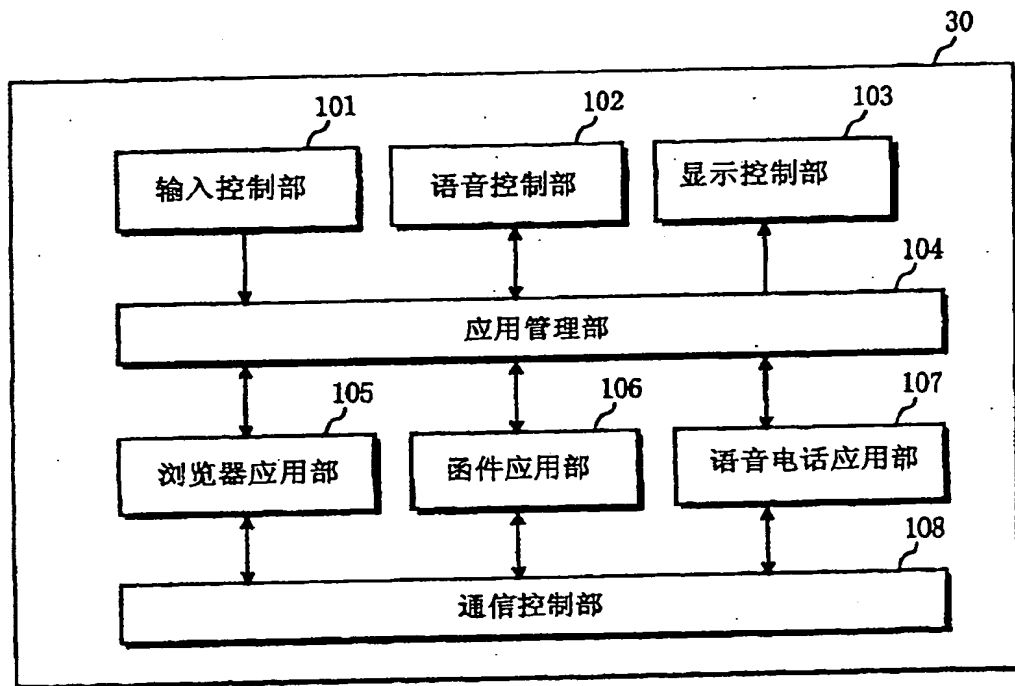 30
101
102
103
输入控制部
语音控制部
显示控制部
104
应用管理部
105
106
107
浏览器应用部
函件应用部
语音电话应用部
108
通信控制部